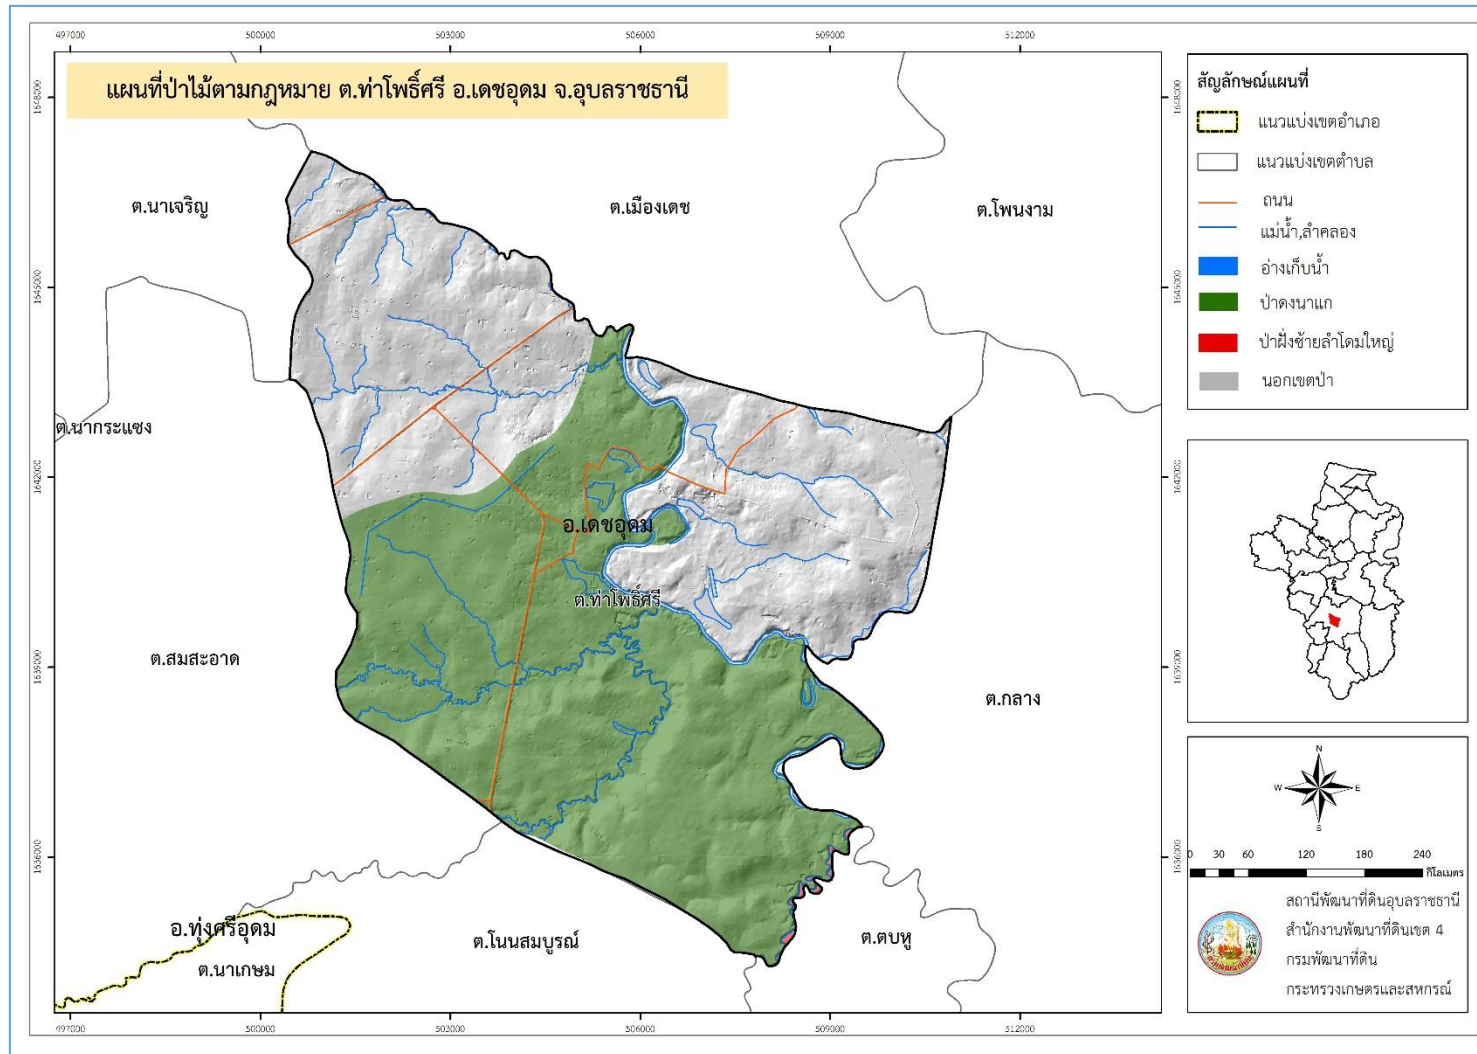 497000 500000 503000 506000 509000 512000
แผนที่ป่าไม้ตามกฎหมาย ต.ท่าโพธิ์ศรี อ.เดชอุดม จ.อุบลราชธานี
1648000 1648000
1645000 1645000
1642000 1642000
1639000 1639000
1636000 1636000
ต.นาเจริญ
ต.เมืองเดช
ต.โพนงาม
ต.นากระแซง
อ.เดชอุดม
ต.ท่าโพธิ์ศรี
ต.สมสะอาด
ต.กลาง
อ.ทุ่งศรีอุดม
ต.นาเกษม
ต.โนนสมบูรณ์
ต.ตบหู
497000 500000 503000 506000 509000 512000
สัญลักษณ์แผนที่
แนวแบ่งเขตอำเภอ
แนวแบ่งเขตตำบล
ถนน
แม่น้ำ,ลำคลอง
อ่างเก็บน้ำ
ป่าดงนาแก
ป่าฝั่งซ้ายลำโดมใหญ่
นอกเขตป่า
N
W E
S
0 30 60 120 180 240
กิโลเมตร
สถานีพัฒนาที่ดินอุบลราชธานี
สำนักงานพัฒนาที่ดินเขต 4
กรมพัฒนาที่ดิน
กระทรวงเกษตรและสหกรณ์